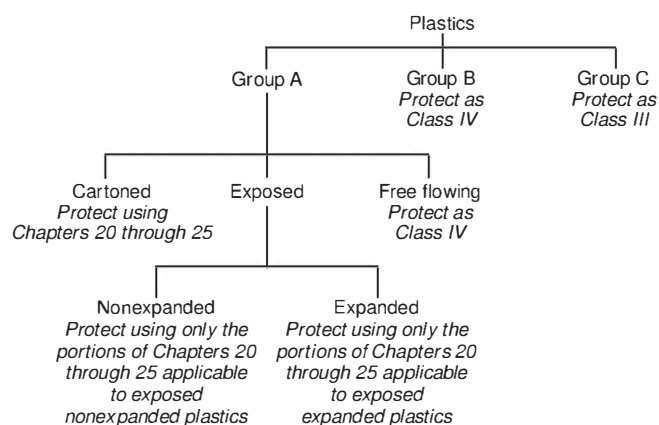 Plastics
Group A
Group B
Protect as
Class IV
Group C
Protect as
Class III
Cartoned
Protect using
Chapters 20 through 25
Exposed
Free flowing
Protect as
Class IV
Nonexpanded
Protect using only the
portions of Chapters 20
through 25 applicable
to exposed
nonexpanded plastics
Expanded
Protect using only the
portions of Chapters 20
through 25 applicable
to exposed
expanded plastics